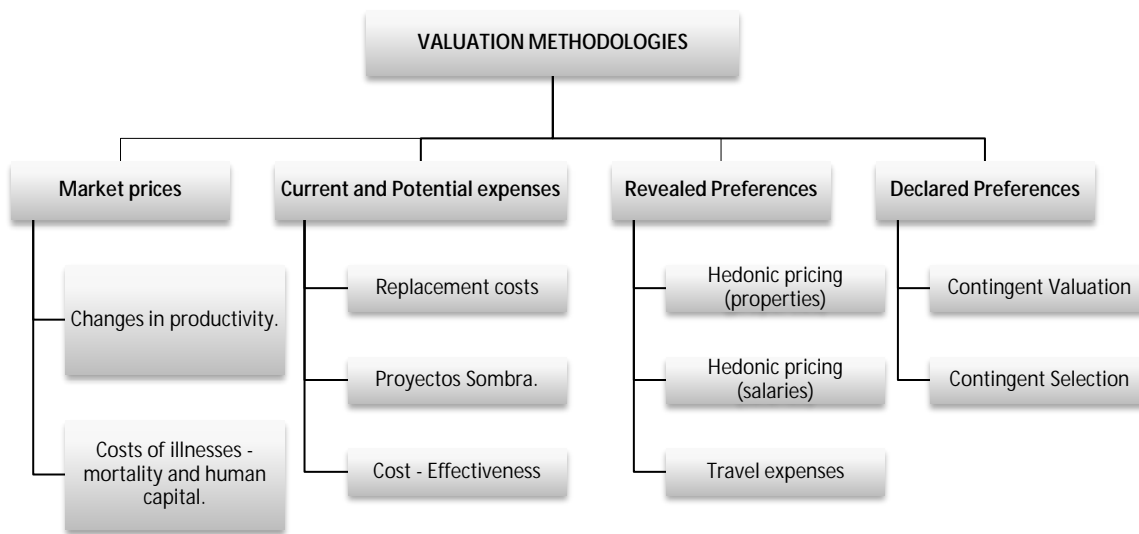 VALUATION METHODOLOGIES
Market prices
Changes in productivity.
Costs of illnesses -
mortality and human
capital.
Current and Potential expenses
Replacement costs
Proyectos Sombra.
Cost - Effectiveness
Revealed Preferences
Hedonic pricing
(properties)
Hedonic pricing
(salaries)
Travel expenses
Declared Preferences
Contingent Valuation
Contingent Selection